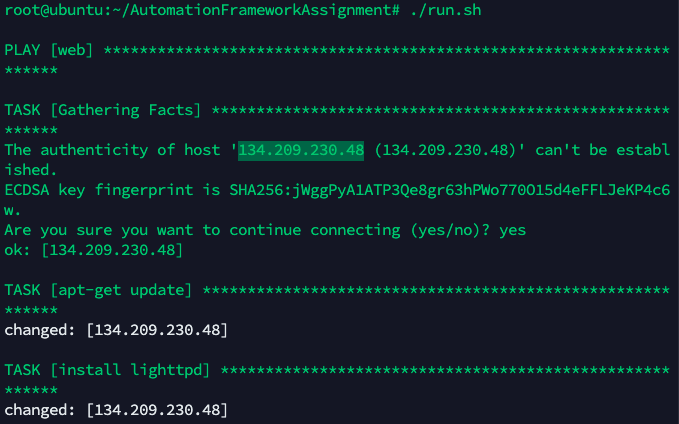 root@ubuntu:~/AutomationFrameworkAssignment# ./run.sh
PLAY [web] ***************************************************************
******
TASK [Gathering Facts] ***************************************************
******
The authenticity of host '134.209.230.48 (134.209.230.48)' can't be establ
ished.
ECDSA key fingerprint is SHA256:jWggPyA1ATP3Qe8gr63hPWo770O15d4eFFLJeKP4c6
w.
Are you sure you want to continue connecting (yes/no)? yes
ok: [134.209.230.48]
TASK [apt-get update] ****************************************************
******
changed: [134.209.230.48]
TASK [install lighttpd] **************************************************
******
changed: [134.209.230.48]